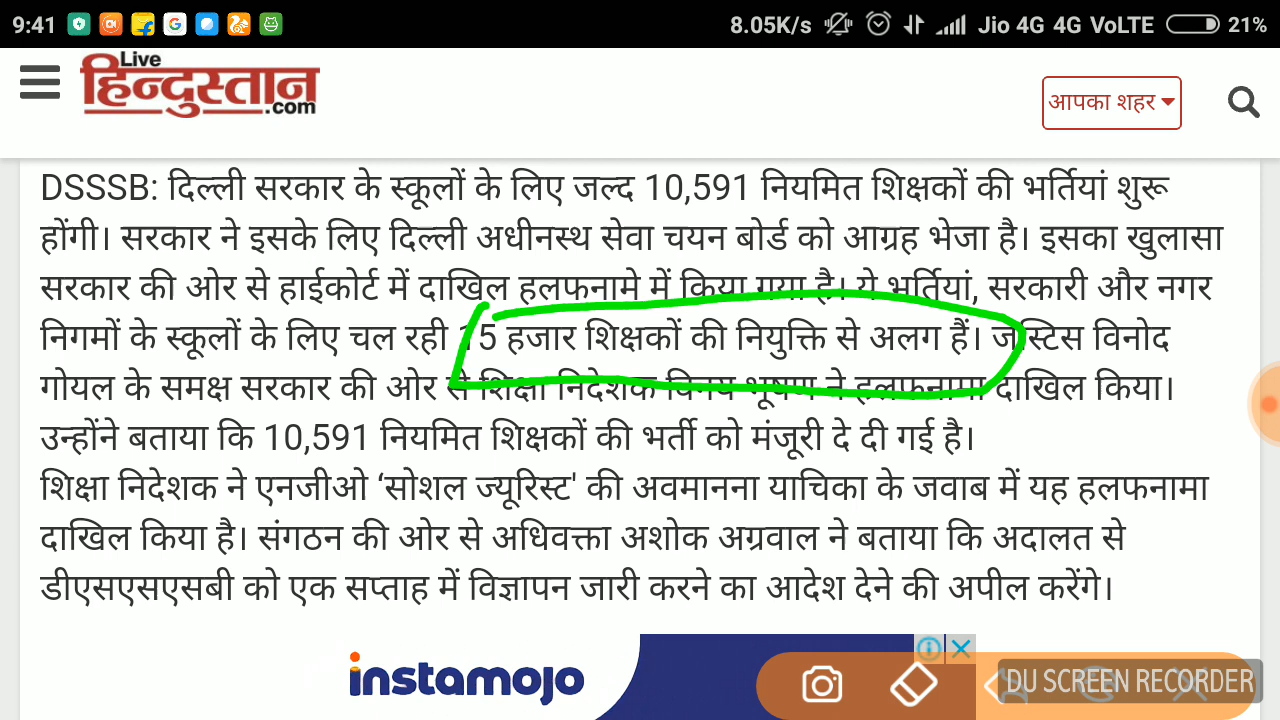 9:41 8.05K/s Jio 4G 4G VoLTE 21%
Live
हिन्दुस्तान
.com
आपका शहर
DSSSB: दिल्ली सरकार के स्कूलों के लिए जल्द 10,591 नियमित शिक्षकों की भर्तियां शुरू
होंगी। सरकार ने इसके लिए दिल्ली अधीनस्थ सेवा चयन बोर्ड को आग्रह भेजा है। इसका खुलासा
सरकार की ओर से हाईकोर्ट में दाखिल हलफनामे में किया गया है। ये भर्तियां, सरकारी और नगर
निगमों के स्कूलों के लिए चल रही 15 हजार शिक्षकों की नियुक्ति से अलग हैं। जस्टिस विनोद
गोयल के समक्ष सरकार की ओर से शिक्षा निदेशक विनय भूषण ने हलफनामा दाखिल किया।
उन्होंने बताया कि 10,591 नियमित शिक्षकों की भर्ती को मंजूरी दे दी गई है।
शिक्षा निदेशक ने एनजीओ ‘सोशल ज्यूरिस्ट' की अवमानना याचिका के जवाब में यह हलफनामा
दाखिल किया है। संगठन की ओर से अधिवक्ता अशोक अग्रवाल ने बताया कि अदालत से
डीएसएसएसबी को एक सप्ताह में विज्ञापन जारी करने का आदेश देने की अपील करेंगे।
instamojo
DU SCREEN RECORDER